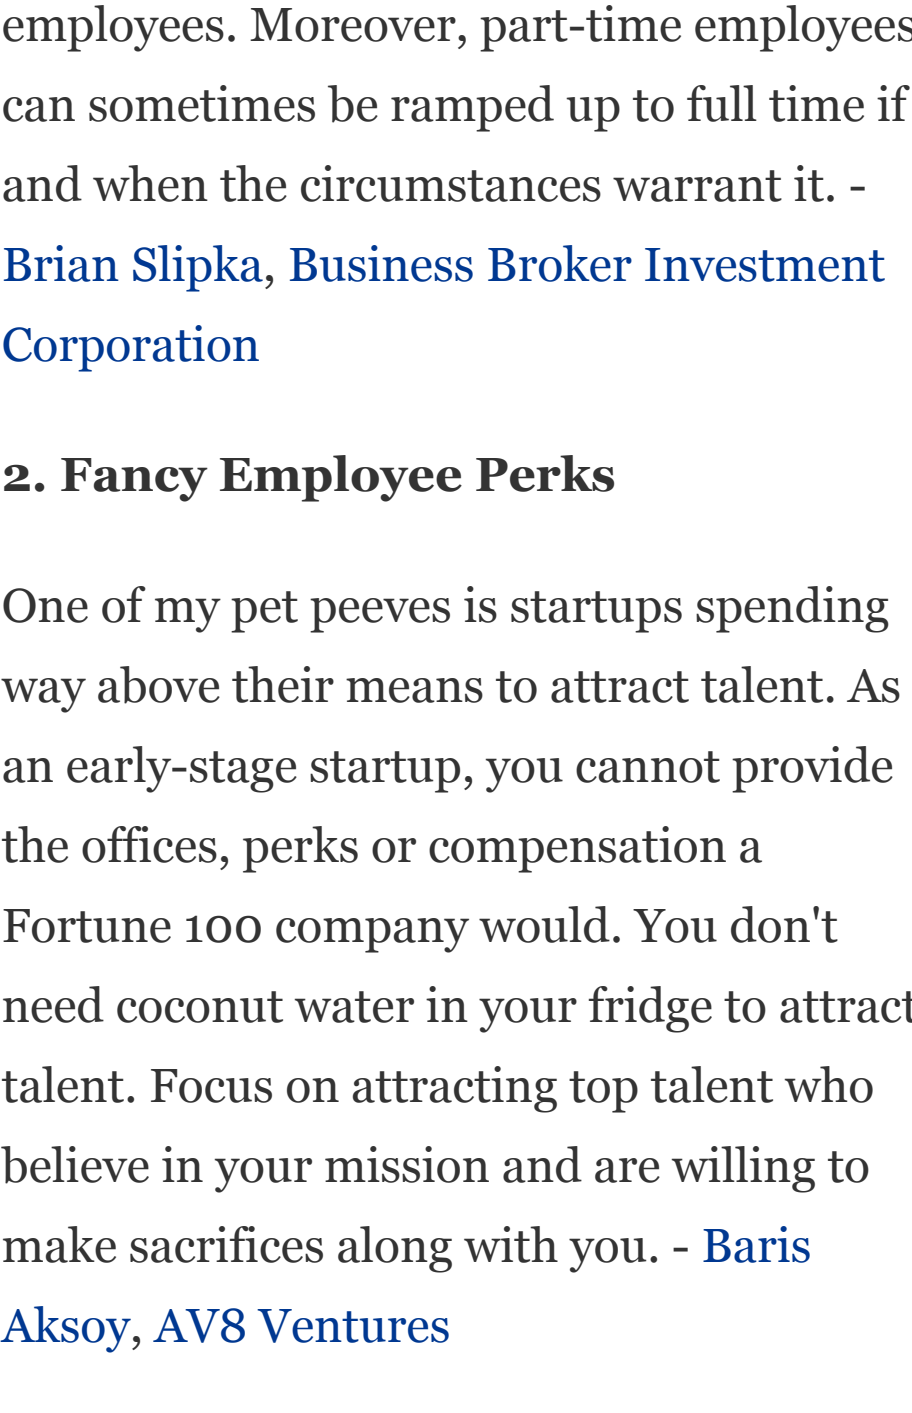 employees. Moreover, part-time employees
can sometimes be ramped up to full time if
and when the circumstances warrant it. -
Brian Slipka, Business Broker Investment
Corporation
2. Fancy Employee Perks
One of my pet peeves is startups spending
way above their means to attract talent. As
an early-stage startup, you cannot provide
the offices, perks or compensation a
Fortune 100 company would. You don't
need coconut water in your fridge to attract
talent. Focus on attracting top talent who
believe in your mission and are willing to
make sacrifices along with you. - Baris
Aksoy, AV8 Ventures